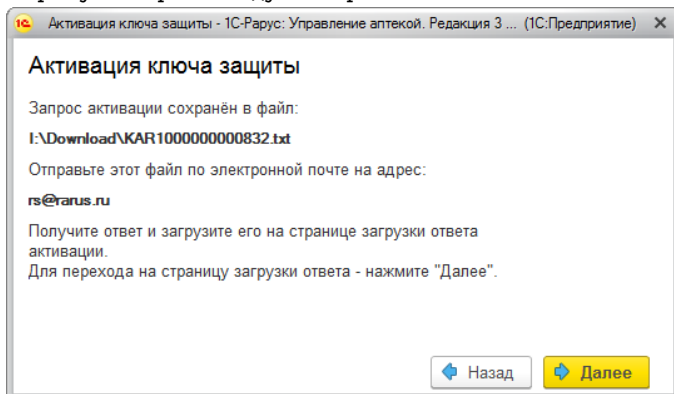 1С Активация ключа защиты - 1С-Рарус: Управление аптекой. Редакция 3 ... (1С:Предприятие) ×
Активация ключа защиты
Запрос активации сохранён в файл:
I:\Download\KAR1000000000832.txt
Отправьте этот файл по электронной почте на адрес:
rs@rarus.ru
Получите ответ и загрузите его на странице загрузки ответа
активации.
Для перехода на страницу загрузки ответа - нажмите "Далее".
Назад
Далее